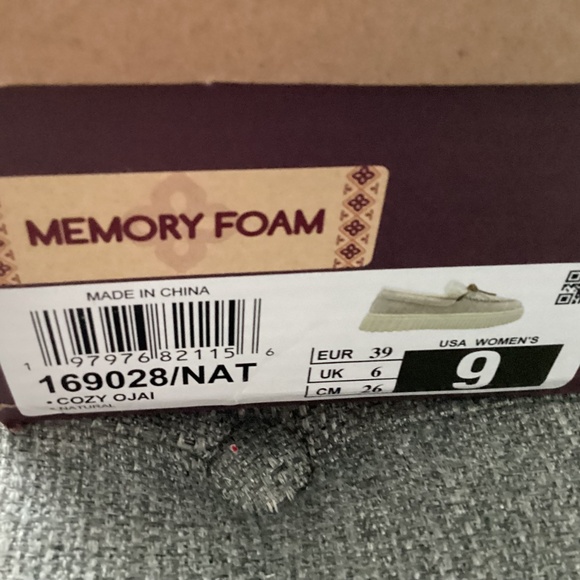 MEMORY FOAM
MADE IN CHINA
1 97976 82115 6
169028/NAT
• COZY OJAI
• NATURAL
EUR 39
UK 6
CM 26
USA WOMEN'S
9